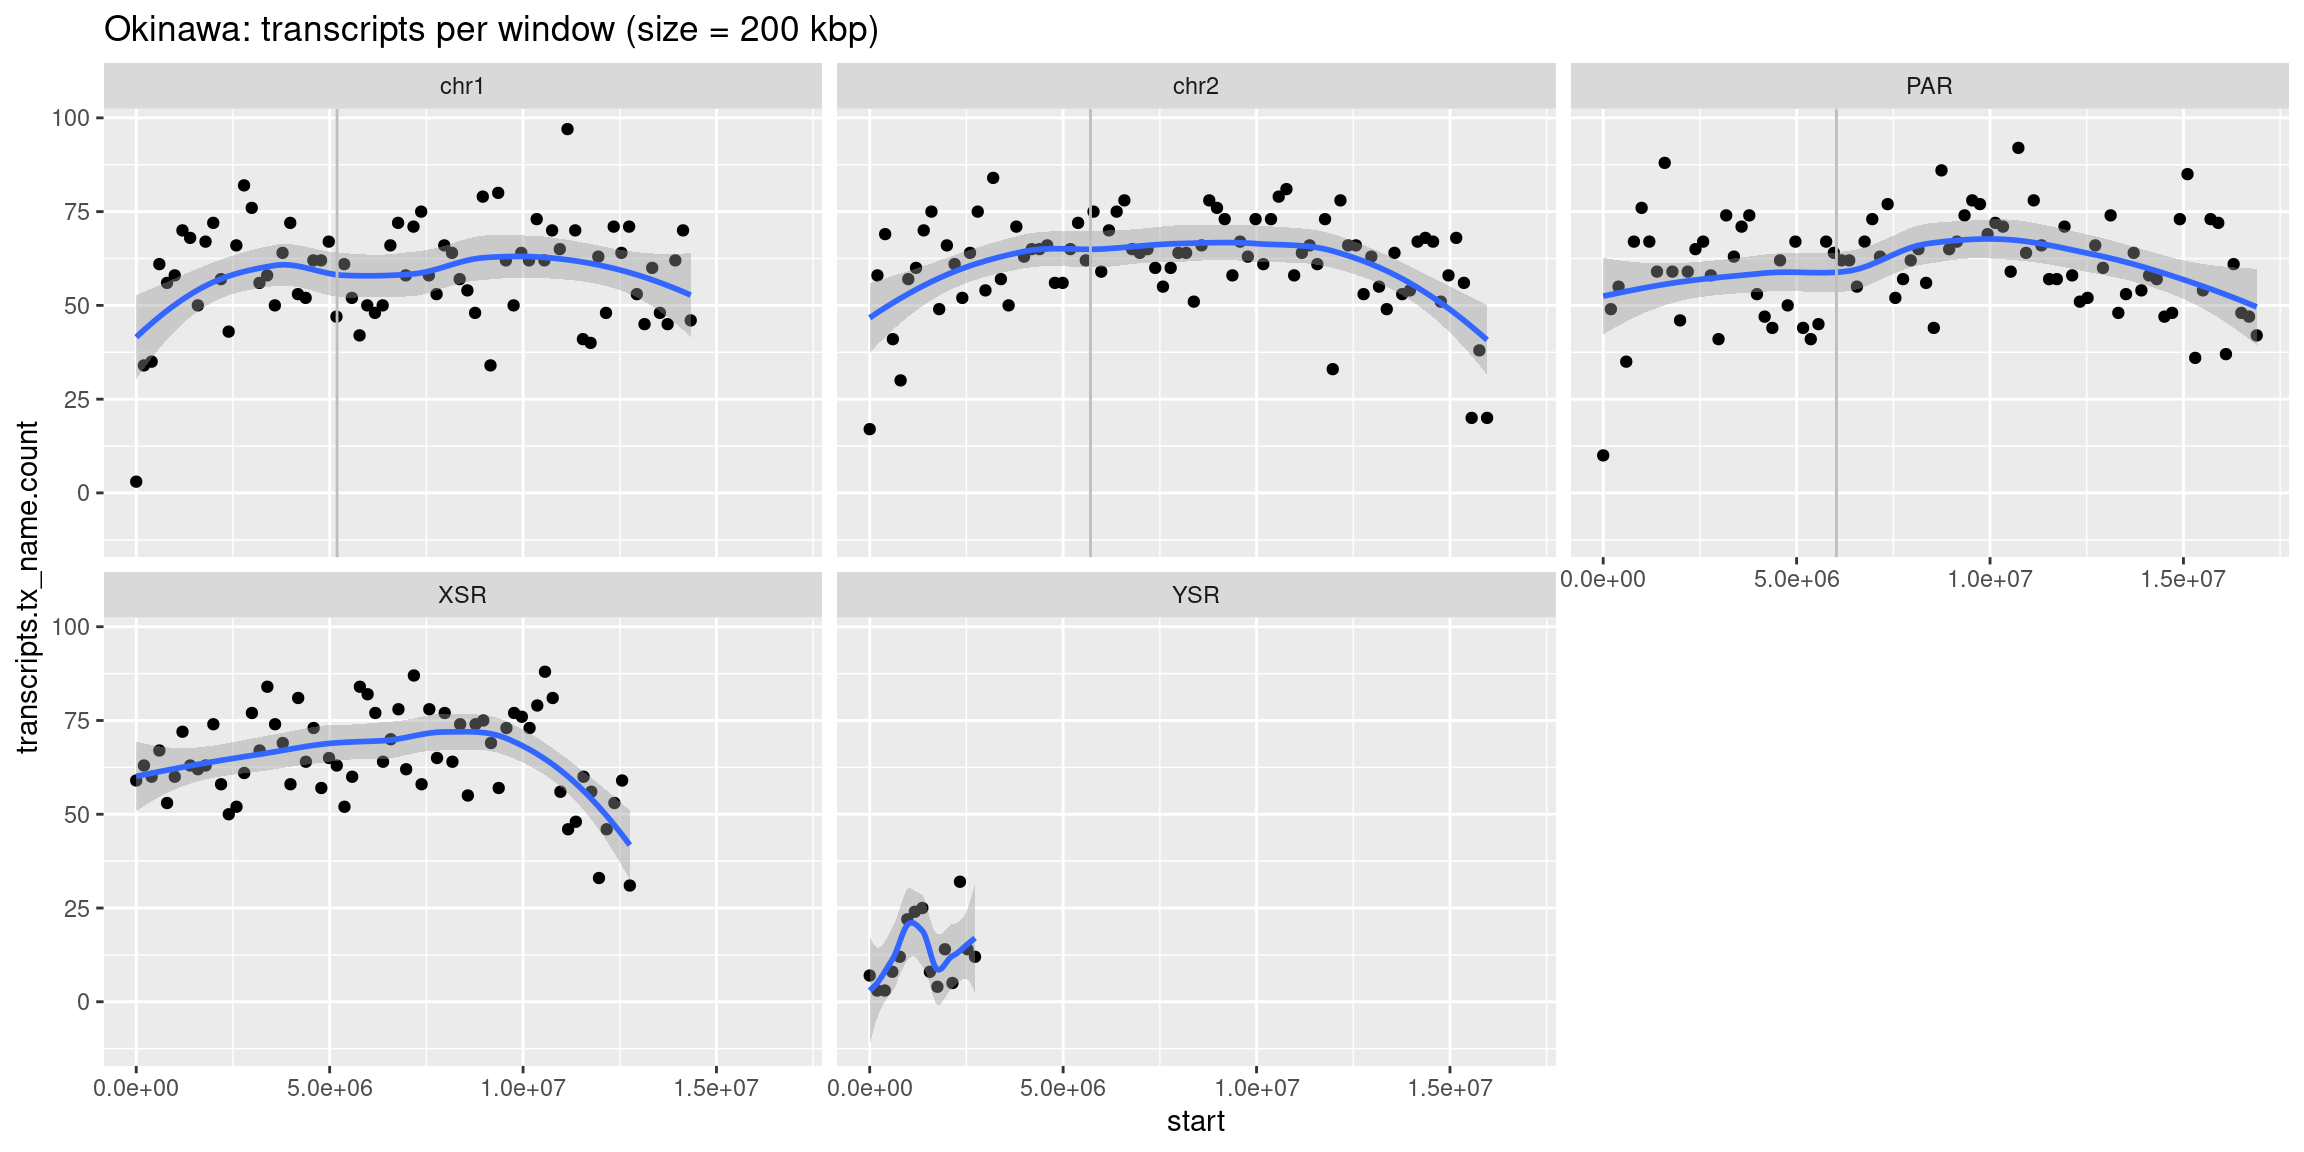 Okinawa: transcripts per window (size = 200 kbp)
chr1
chr2
PAR
100
75
50
25
0
0.0e+00 5.0e+06 1.0e+07 1.5e+07
transcripts.tx_name.count
XSR
YSR
100
75
50
25
0
0.0e+00 5.0e+06 1.0e+07 1.5e+07
0.0e+00 5.0e+06 1.0e+07 1.5e+07
start